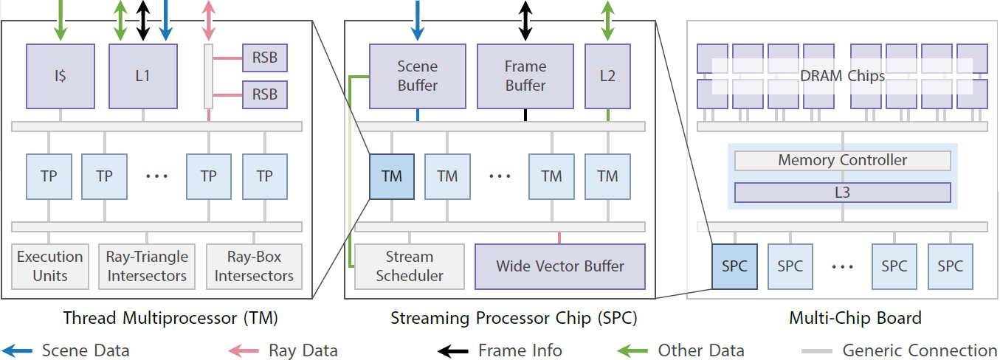 I$
L1
RSB
RSB
TP
TP
...
TP
TP
Execution
Units
Ray-Triangle
Intersectors
Ray-Box
Intersectors
Thread Multiprocessor (TM)
Scene
Buffer
Frame
Buffer
L2
TM
TM
...
TM
TM
Stream
Scheduler
Wide Vector Buffer
Streaming Processor Chip (SPC)
DRAM Chips
Memory Controller
L3
SPC
SPC
...
SPC
SPC
Multi-Chip Board
Scene Data
Ray Data
Frame Info
Other Data
Generic Connection